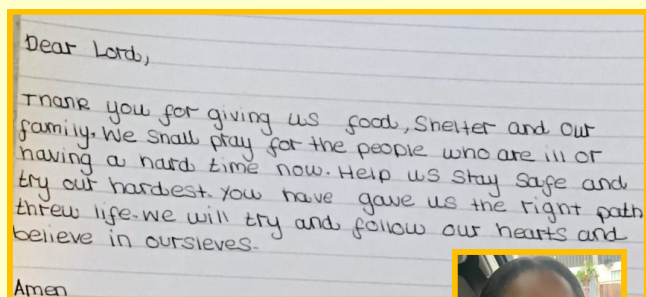 Dear Lord,
Thank you for giving us food, Shelter and our
family. We Shall pray for the people who are ill or
having a hard time now. Help us Stay Safe and
try our hardest. You have gave us the right path
threw life. We will try and follow our hearts and
believe in oursleves.
Amen